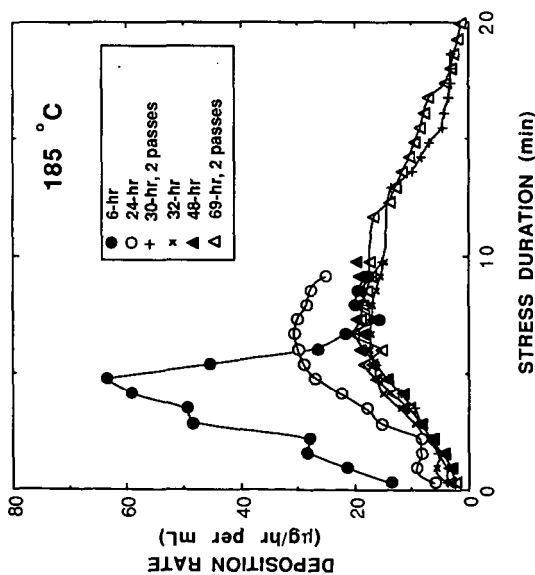 185 °C
● 6-hr
○ 24-hr
+ 30-hr, 2 passes
× 32-hr
▲ 48-hr
△ 69-hr, 2 passes
DEPOSITION RATE
(µg/hr per mL)
80
60
40
20
0
0 10 20
STRESS DURATION (min)